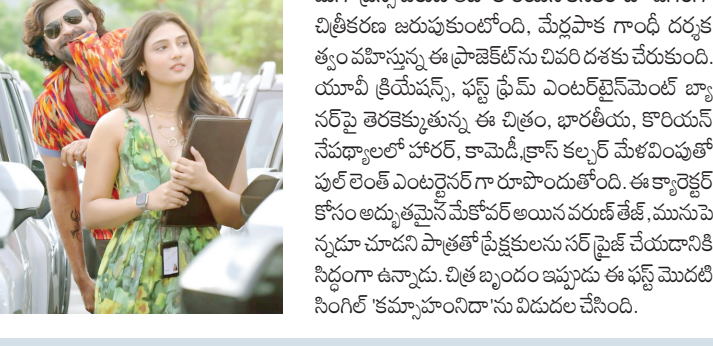 చిత్రీకరణ జరుపుకుంటోంది, మేర్లపాక గాంధీ దర్శక
త్వం వహిస్తున్న ఈ ప్రాజెక్ట్‌ను చివరి దశకు చేరుకుంది.
యూవీ క్రియేషన్స్, ఫస్ట్ ఫ్రేమ్ ఎంటర్‌టైన్‌మెంట్ బ్యా
నర్‌పై తెరకెక్కుతున్న ఈ చిత్రం, భారతీయ, కొరియన్
నేపథ్యాలలో హారర్, కామెడీ,క్రాస్ కల్చర్ మేళవింపుతో
పుల్ లెంత్ ఎంటర్టైనర్ గా రూపొందుతోంది. ఈ క్యారెక్టర్
కోసం అద్భుతమైన మేకోవర్ అయిన వరుణ్ తేజ్ ,మునుపె
న్నడూ చూడని పాత్రతో ప్రేక్షకులను సర్ ప్రైజ్ చేయడానికి
సిద్ధంగా ఉన్నాడు. చిత్ర బృందం ఇప్పుడు ఈ ఫస్ట్ మొదటి
సింగిల్ 'కమ్సాహంనిదా'ను విడుదల చేసింది.